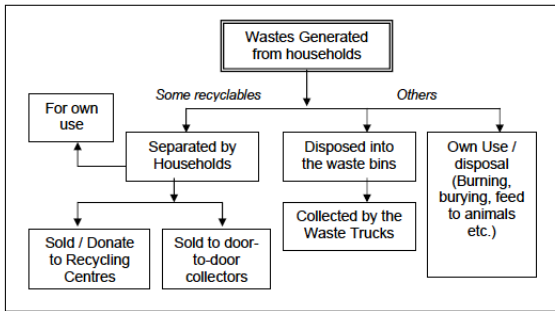 Wastes Generated
from households
Some recyclables
Others
For own
use
Separated by
Households
Disposed into
the waste bins
Own Use /
disposal
(Burning,
burying, feed
to animals
etc.)
Collected by the
Waste Trucks
Sold / Donate
to Recycling
Centres
Sold to door-
to-door
collectors